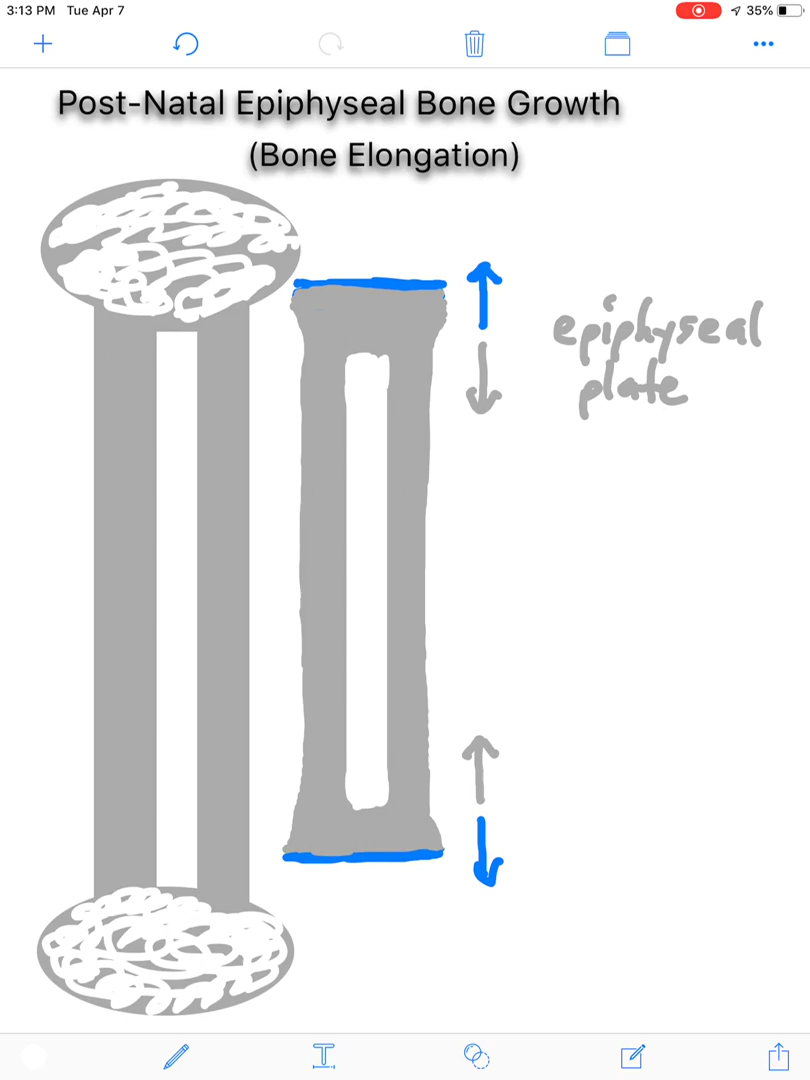 3:13 PM Tue Apr 7
35%
Post-Natal Epiphyseal Bone Growth
(Bone Elongation)
epiphyseal
plate